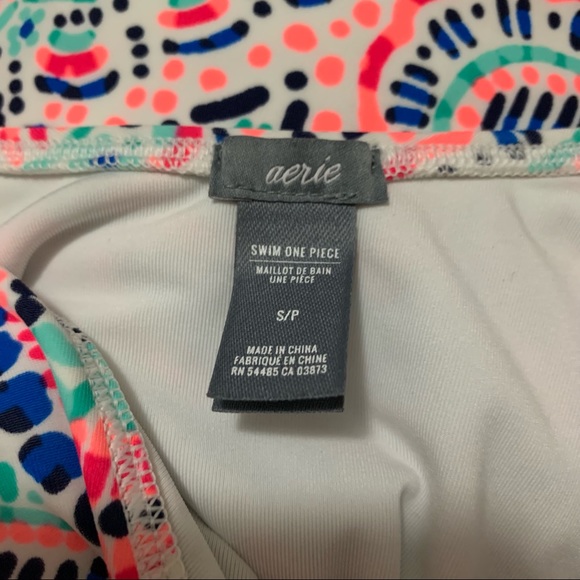 aerie
SWIM ONE PIECE
MAILLOT DE BAIN
UNE PIÈCE
S/P
MADE IN CHINA
FABRIQUÉ EN CHINE
RN 54485 CA 03873